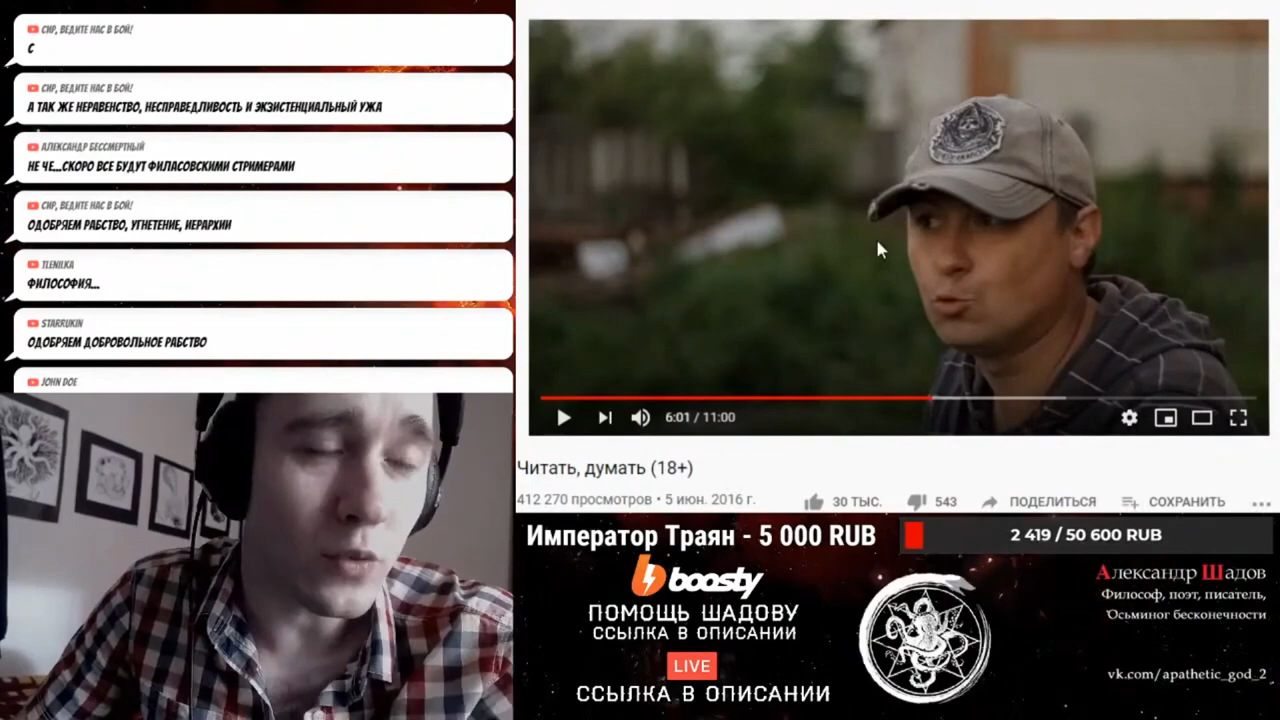 СИР, ВЕДИТЕ НАС В БОЙ!
С
СИР, ВЕДИТЕ НАС В БОЙ!
А ТАК ЖЕ НЕРАВЕНСТВО, НЕСПРАВЕДЛИВОСТЬ И ЭКЗИСТЕНЦИАЛЬНЫЙ УЖА
АЛЕКСАНДР БЕССМЕРТНЫЙ
НЕ ЧЕ...СКОРО ВСЕ БУДУТ ФИЛАСОВСКИМИ СТРИМЕРАМИ
СИР, ВЕДИТЕ НАС В БОЙ!
ОДОБРЯЕМ РАБСТВО, УГНЕТЕНИЕ, ИЕРАРХИИ
TLENILKA
ФИЛОСОФИЯ...
STARRUKIN
ОДОБРЯЕМ ДОБРОВОЛЬНОЕ РАБСТВО
JOHN DOE
6:01 / 11:00
Читать, думать (18+)
412 270 просмотров • 5 июн. 2016 г.
30 ТЫС.
543
ПОДЕЛИТЬСЯ
СОХРАНИТЬ
Император Траян - 5 000 RUB
2 419 / 50 600 RUB
boosty
ПОМОЩЬ ШАДОВУ
ССЫЛКА В ОПИСАНИИ
LIVE
ССЫЛКА В ОПИСАНИИ
Александр Шадов
Философ, поэт, писатель,
Осьминог бесконечности
vk.com/apathetic_god_2